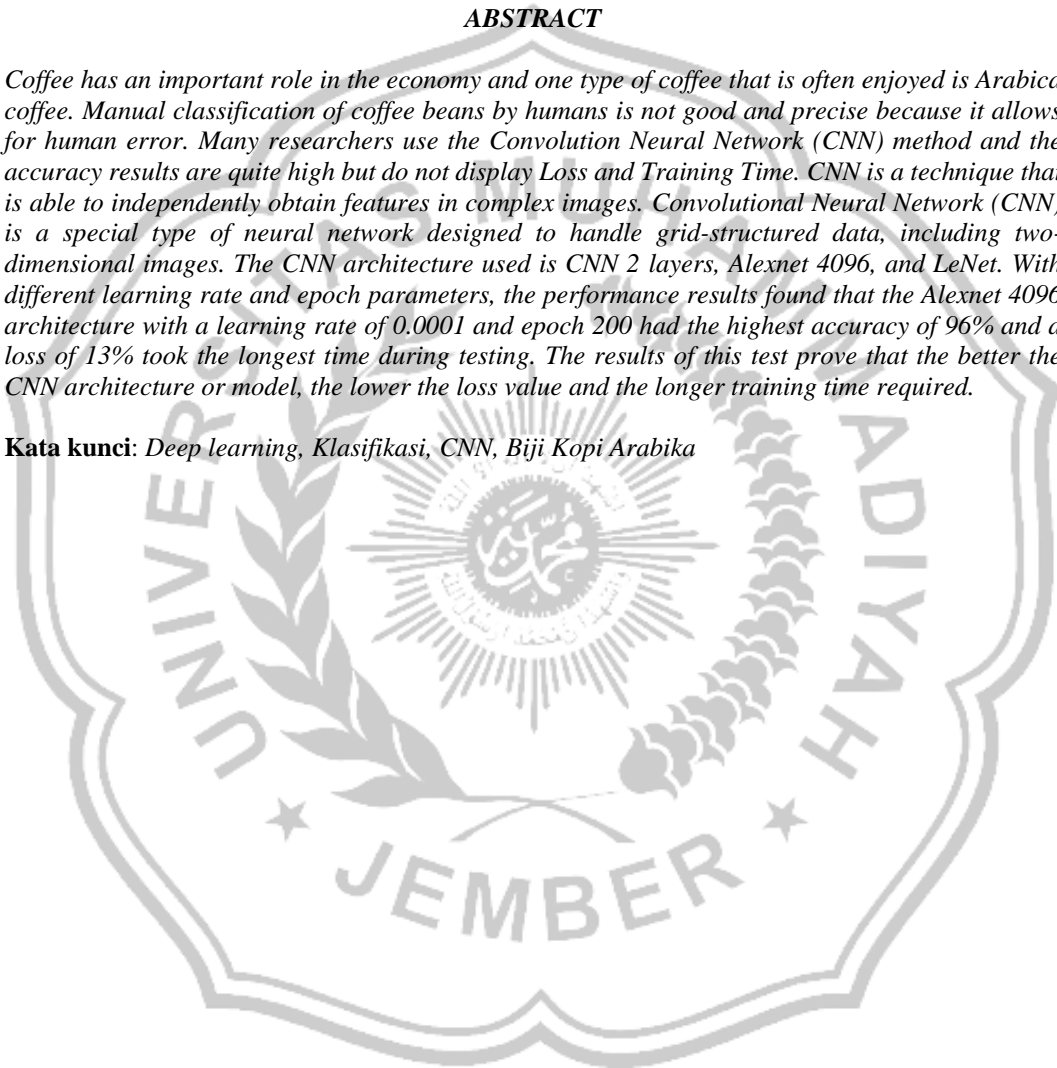 ABSTRACT
Coffee has an important role in the economy and one type of coffee that is often enjoyed is Arabica
coffee. Manual classification of coffee beans by humans is not good and precise because it allows
for human error. Many researchers use the Convolution Neural Network (CNN) method and the
accuracy results are quite high but do not display Loss and Training Time. CNN is a technique that
is able to independently obtain features in complex images. Convolutional Neural Network (CNN)
is a special type of neural network designed to handle grid-structured data, including two-
dimensional images. The CNN architecture used is CNN 2 layers, Alexnet 4096, and LeNet. With
different learning rate and epoch parameters, the performance results found that the Alexnet 4096
architecture with a learning rate of 0.0001 and epoch 200 had the highest accuracy of 96% and a
loss of 13% took the longest time during testing. The results of this test prove that the better the
CNN architecture or model, the lower the loss value and the longer training time required.
Kata kunci: Deep learning, Klasifikasi, CNN, Biji Kopi Arabika
UNIVERSITAS MUHAMMADIYAH
JEMBER